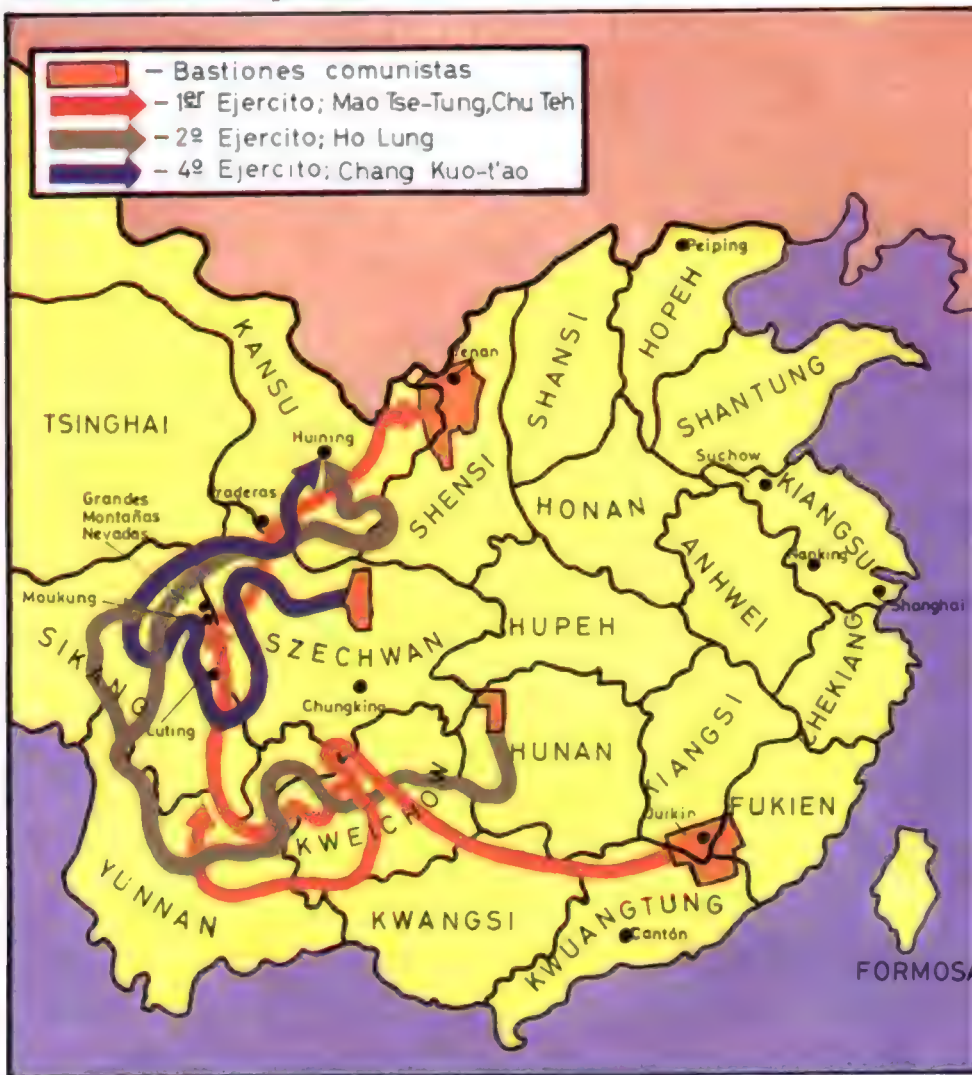 - Bastiones comunistas
- 1er Ejercito; Mao Tse-Tung, Chu Teh
- 2º Ejercito; Ho Lung
- 4º Ejercito; Chang Kuo-t'ao
Peiping
HOPEH
SHANSI
KANSU
Yenan
SHANTUNG
TSINGHAI
Huining
Suchow
KIANGSU
SHENSI
HONAN
Grandes
Montañas
Nevadas
Praderas
ANHWEI
Nanking
Shanghai
Moukung
SIKANG
SZECHWAN
HUPEH
CHEKIANG
Chungking
Luting
HUNAN
KIANGSI
FUKIEN
KWEICHOW
YUNNAN
KWANGSI
KWUANGTUNG
Cantón
FORMOSA